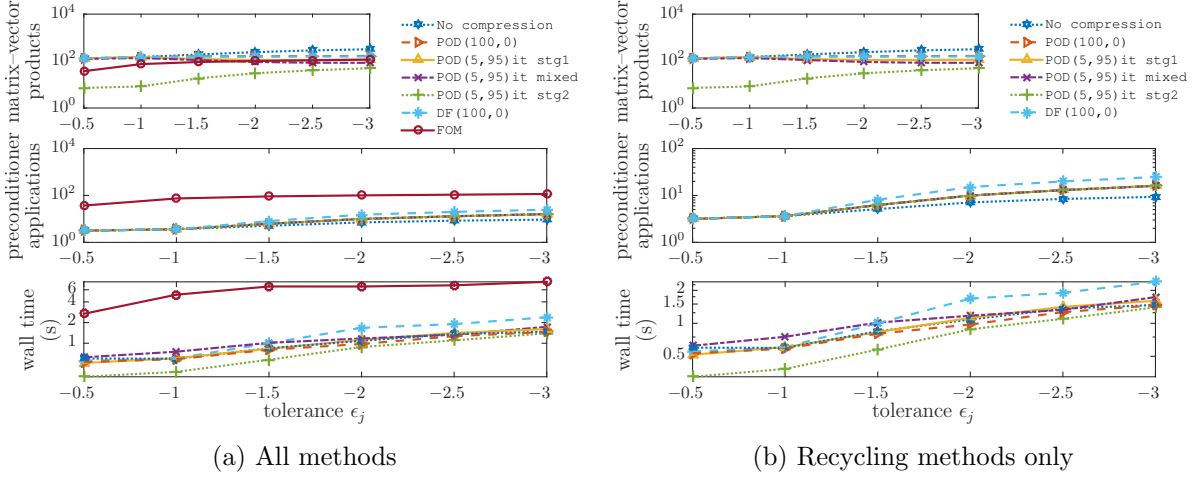 matrix–vector
products
10^2
10^0
−0.5 −1 −1.5 −2 −2.5 −3
No compression
POD(100,0)
POD(5,95)it stg1
POD(5,95)it mixed
POD(5,95)it stg2
DF(100,0)
FOM
preconditioner
applications
10^4
10^2
10^0
−0.5 −1 −1.5 −2 −2.5 −3
wall time
(s)
6
4
2
1
−0.5 −1 −1.5 −2 −2.5 −3
tolerance ϵ_j
(a) All methods
matrix–vector
products
10^4
10^2
10^0
−0.5 −1 −1.5 −2 −2.5 −3
No compression
POD(100,0)
POD(5,95)it stg1
POD(5,95)it mixed
POD(5,95)it stg2
DF(100,0)
preconditioner
applications
10^2
10^1
10^0
−0.5 −1 −1.5 −2 −2.5 −3
wall time
(s)
2
1.5
1
0.5
−0.5 −1 −1.5 −2 −2.5 −3
tolerance ϵ_j
(b) Recycling methods only